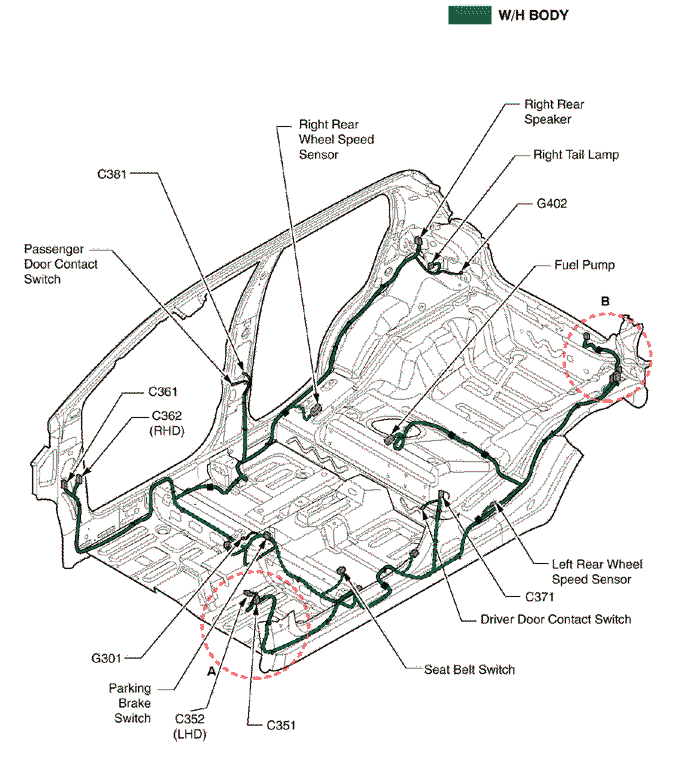 W/H BODY
Right Rear
Speaker
Right Rear
Wheel Speed
Sensor
Right Tail Lamp
C381
G402
Passenger
Door Contact
Switch
Fuel Pump
B
C361
C362
(RHD)
Left Rear Wheel
Speed Sensor
C371
Driver Door Contact Switch
G301
A
Seat Belt Switch
Parking
Brake
Switch
C352
(LHD)
C351